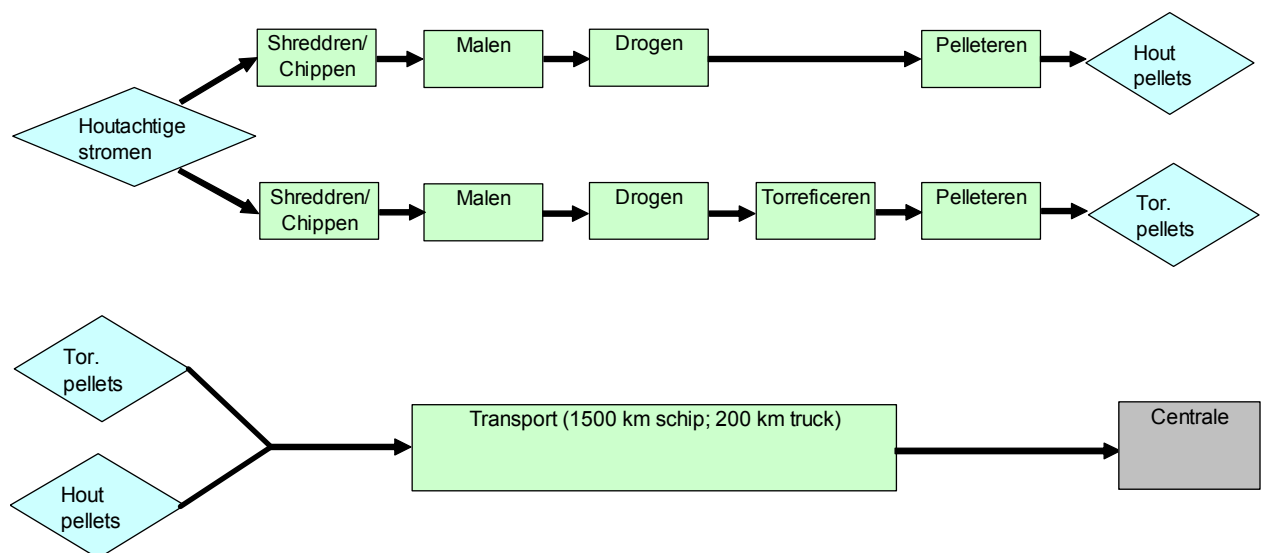 Houtachtige
stromen
Shreddren/
Chippen
Malen
Drogen
Pelleteren
Hout
pellets
Shreddren/
Chippen
Malen
Drogen
Torreficeren
Pelleteren
Tor.
pellets
Tor.
pellets
Hout
pellets
Transport (1500 km schip; 200 km truck)
Centrale